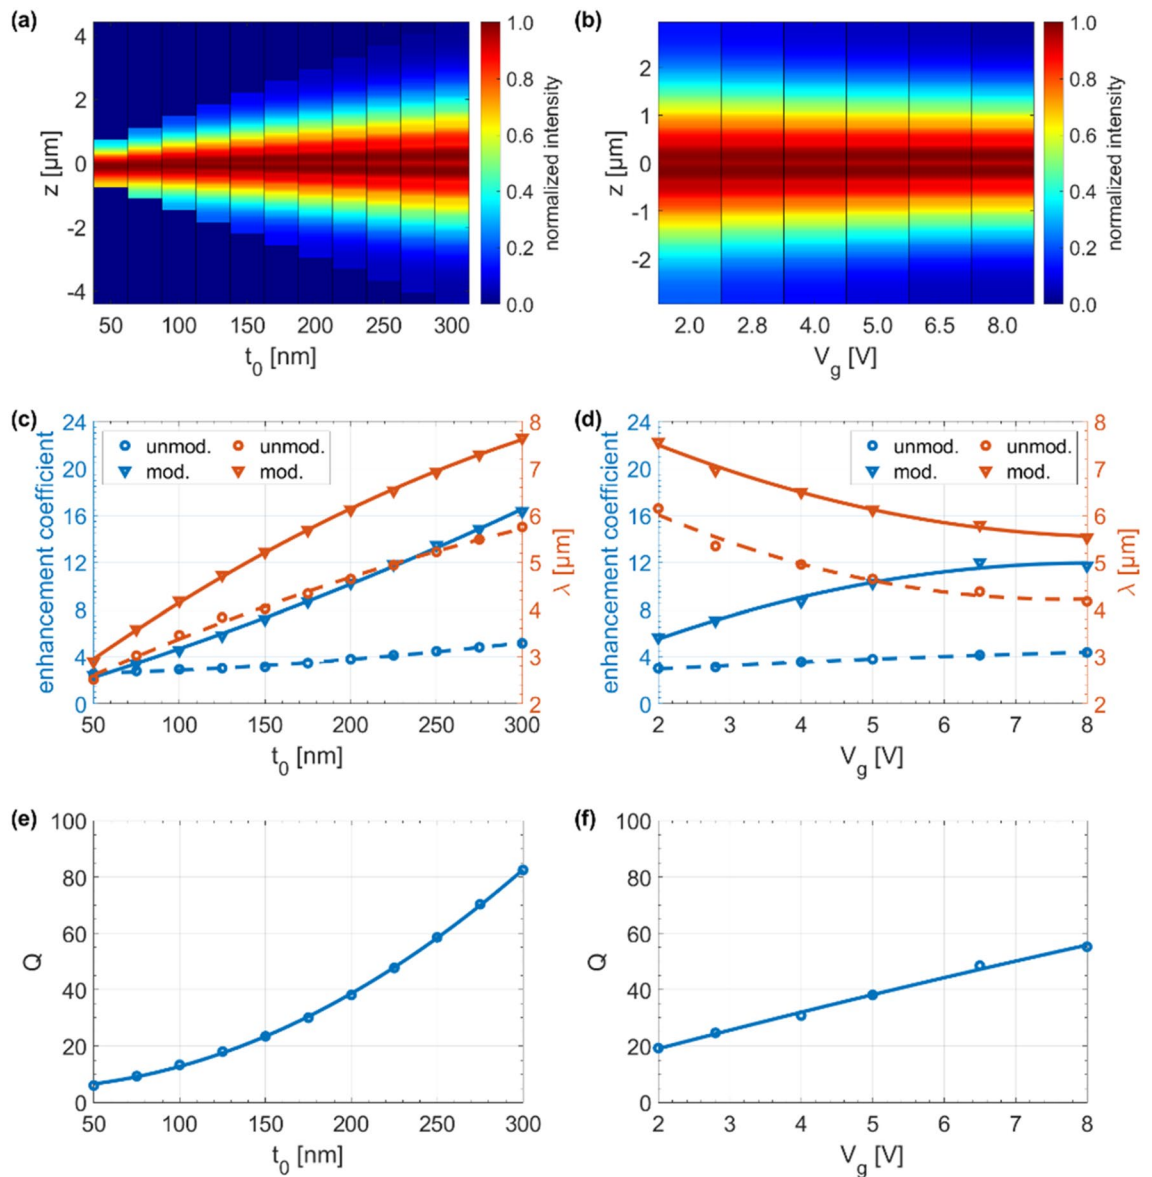 (a)
4
2
0
-2
-4
z [µm]
50 100 150 200 250 300
t0 [nm]
1.0
0.8
0.6
0.4
0.2
0.0
normalized intensity
(b)
2
1
0
-1
-2
z [µm]
2.0 2.8 4.0 5.0 6.5 8.0
Vg [V]
1.0
0.8
0.6
0.4
0.2
0.0
normalized intensity
(c)
24
20
16
12
8
4
0
enhancement coefficient
unmod. unmod.
mod. mod.
8
7
6
5
4
3
2
λ [µm]
50 100 150 200 250 300
t0 [nm]
(d)
24
20
16
12
8
4
0
enhancement coefficient
unmod. unmod.
mod. mod.
8
7
6
5
4
3
2
λ [µm]
2 3 4 5 6 7 8
Vg [V]
(e)
100
80
60
40
20
0
Q
50 100 150 200 250 300
t0 [nm]
(f)
100
80
60
40
20
0
Q
2 3 4 5 6 7 8
Vg [V]